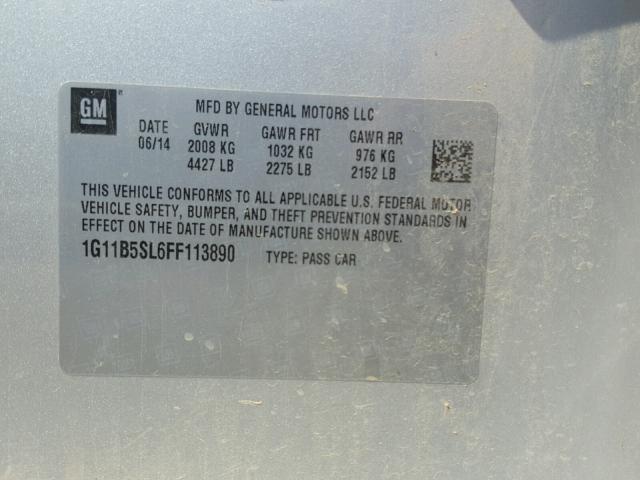 GM
MFD BY GENERAL MOTORS LLC
DATE GVWR GAWR FRT GAWR RR
06/14 2008 KG 1032 KG 976 KG
4427 LB 2275 LB 2152 LB
THIS VEHICLE CONFORMS TO ALL APPLICABLE U.S. FEDERAL MOTOR
VEHICLE SAFETY, BUMPER, AND THEFT PREVENTION STANDARDS IN
EFFECT ON THE DATE OF MANUFACTURE SHOWN ABOVE.
1G11B5SL6FF113890 TYPE: PASS CAR